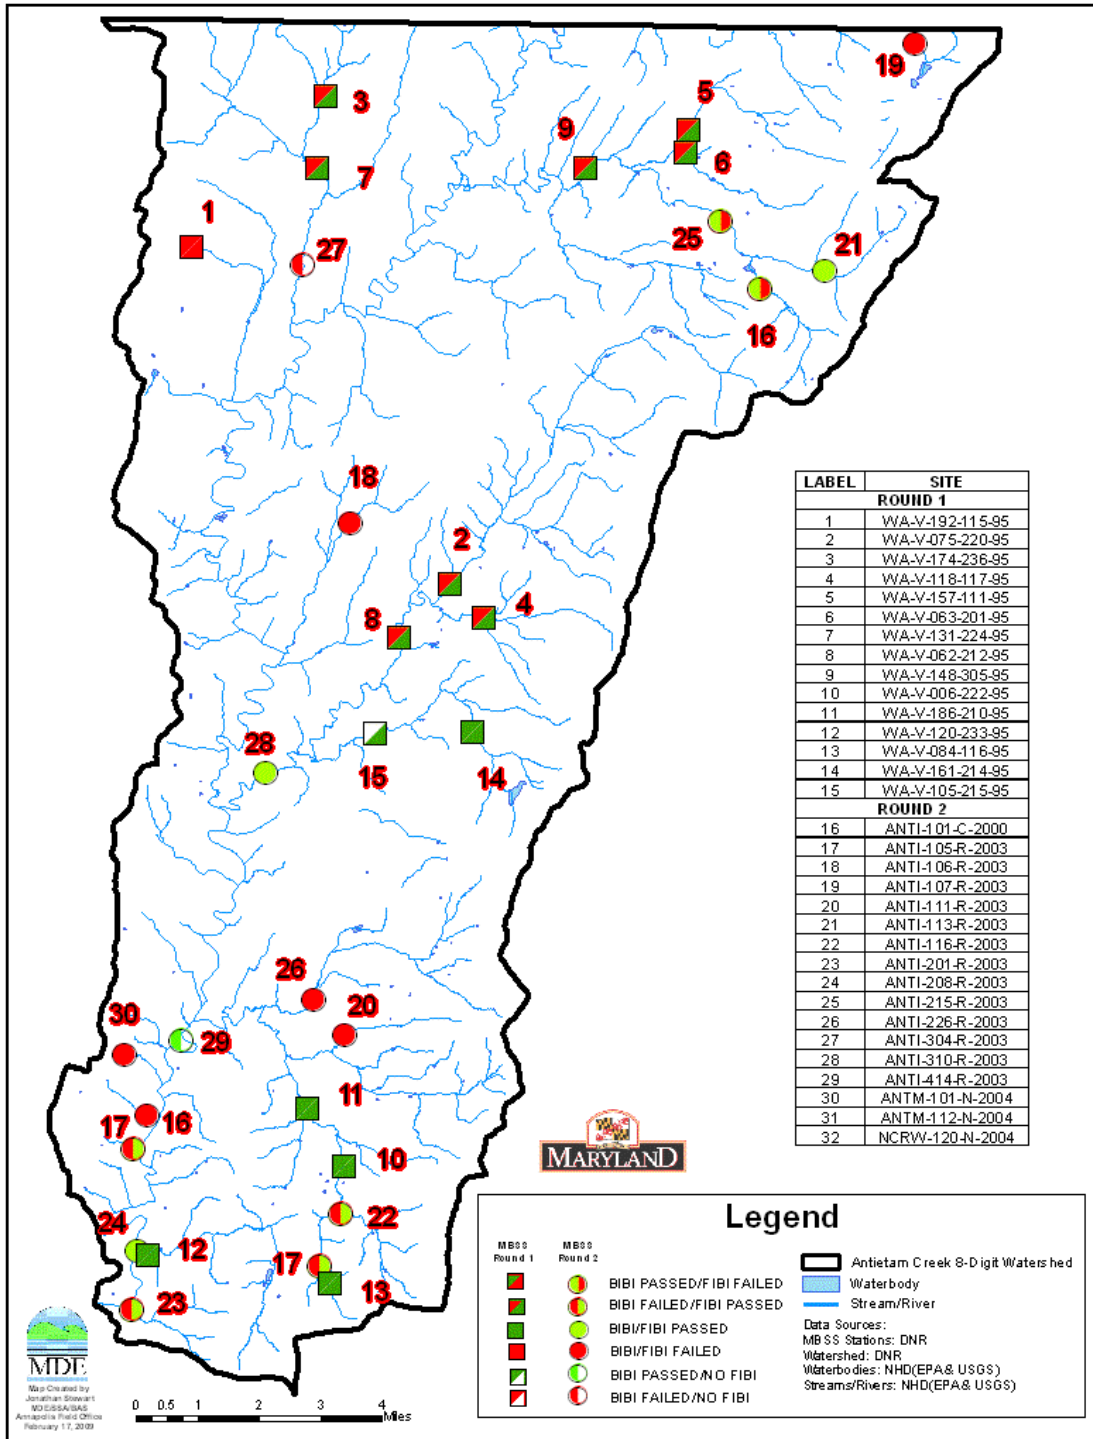 19
3
5
9
6
7
1
27
25
21
16
18
2
4
8
28
15
14
26
20
30
29
11
17
16
10
22
24
12
17
13
23
LABEL SITE
ROUND 1
1 WA-V-192-115-95
2 WA-V-075-220-95
3 WA-V-174-236-95
4 WA-V-118-117-95
5 WA-V-157-111-95
6 WA-V-063-201-95
7 WA-V-131-224-95
8 WA-V-062-212-95
9 WA-V-148-305-95
10 WA-V-006-222-95
11 WA-V-186-210-95
12 WA-V-120-233-95
13 WA-V-084-116-95
14 WA-V-161-214-95
15 WA-V-105-215-95
ROUND 2
16 ANTI-101-C-2000
17 ANTI-105-R-2003
18 ANTI-106-R-2003
19 ANTI-107-R-2003
20 ANTI-111-R-2003
21 ANTI-113-R-2003
22 ANTI-116-R-2003
23 ANTI-201-R-2003
24 ANTI-208-R-2003
25 ANTI-215-R-2003
26 ANTI-226-R-2003
27 ANTI-304-R-2003
28 ANTI-310-R-2003
29 ANTI-414-R-2003
30 ANTM-101-N-2004
31 ANTM-112-N-2004
32 NCRW-120-N-2004
MARYLAND
Legend
MBSS Round 1
MBSS Round 2
BIBI PASSED/FIBI FAILED
BIBI FAILED/FIBI PASSED
BIBI/FIBI PASSED
BIBI/FIBI FAILED
BIBI PASSED/NO FIBI
BIBI FAILED/NO FIBI
Antietam Creek 8-Digit Watershed
Waterbody
Stream/River
Data Sources:
MBSS Stations: DNR
Watershed: DNR
Waterbodies: NHD(EPA & USGS)
Streams/Rivers: NHD(EPA & USGS)
MDE
Map Created by
Jonathan Stewart
MDE/SSA/BAS
Annapolis Field Office
February 17, 2009
0 0.5 1 2 3 4
Miles